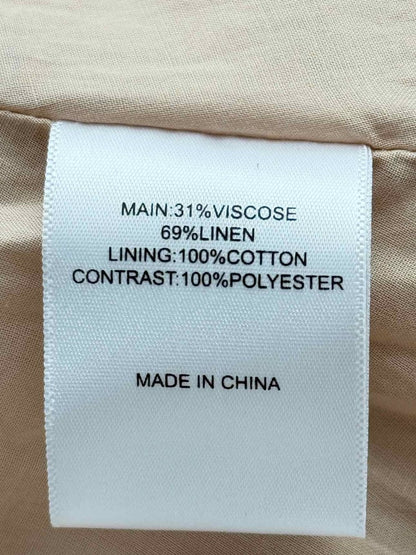 MAIN:31%VISCOSE
69%LINEN
LINING:100%COTTON
CONTRAST:100%POLYESTER
MADE IN CHINA